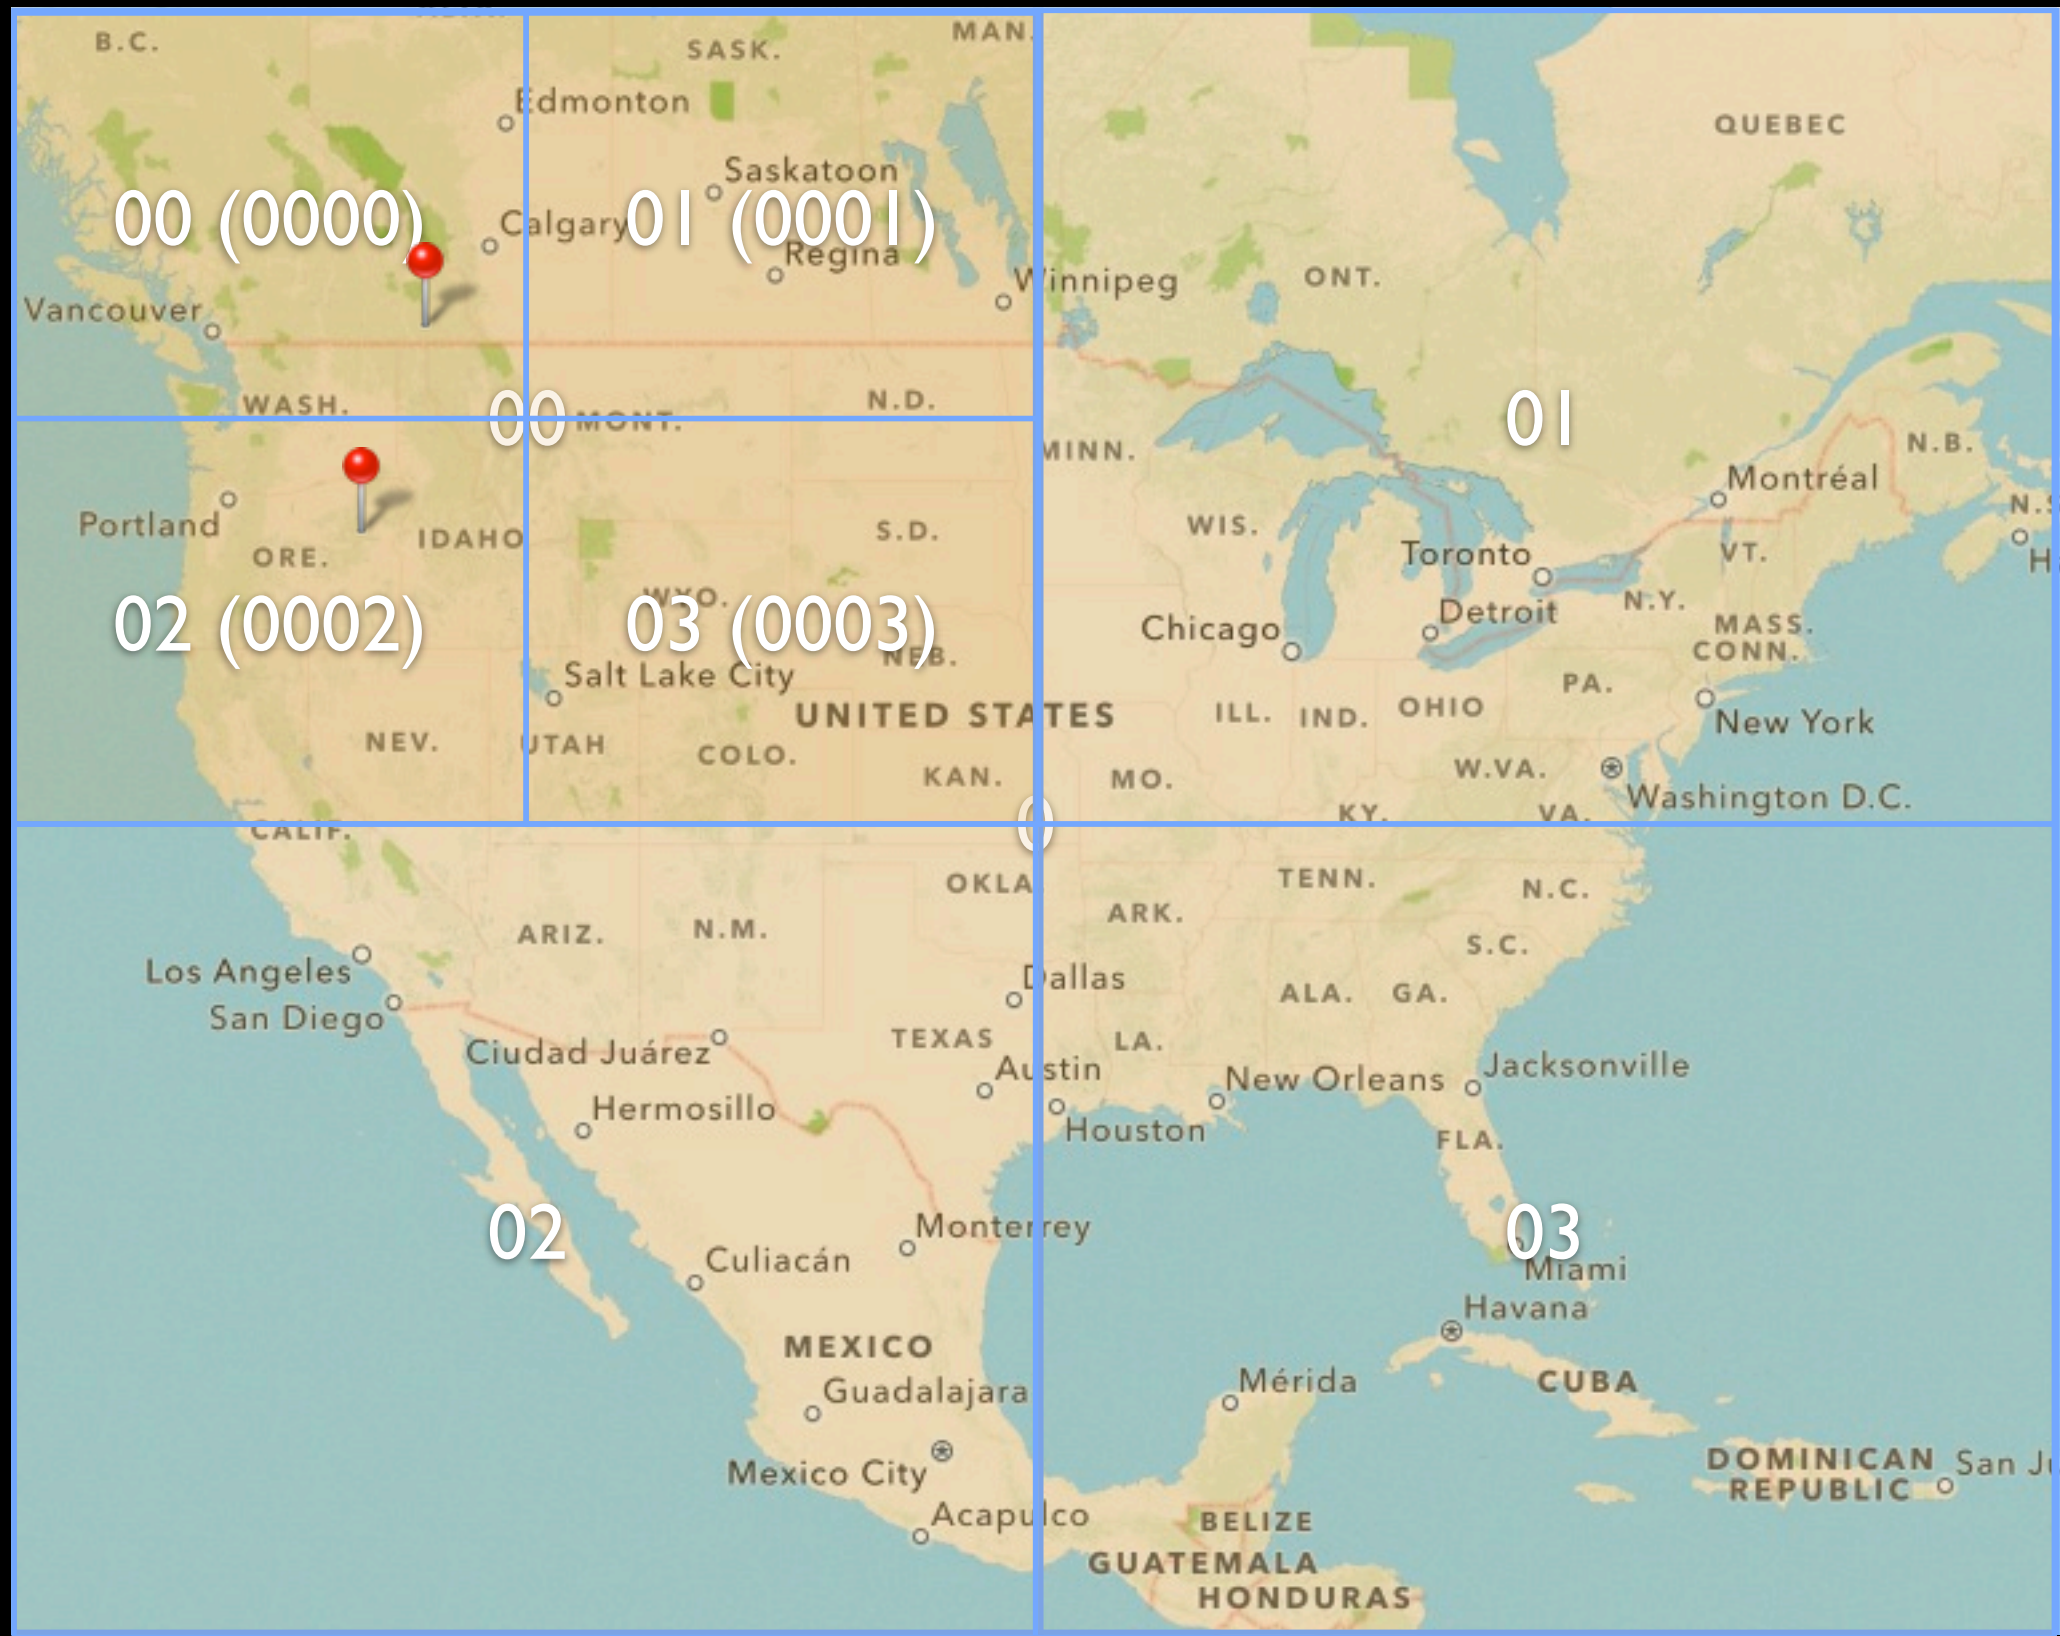 B.C.
SASK.
MAN.
Edmonton
QUEBEC
Saskatoon
00 (0000)
01 (0001)
Calgary
Regina
Winnipeg
ONT.
Vancouver
WASH.
00
MONT.
N.D.
01
MINN.
N.B.
Montréal
Portland
IDAHO
ORE.
S.D.
WIS.
Toronto
VT.
N.S
H
WYO.
02 (0002)
03 (0003)
NEB.
Chicago
Detroit
N.Y.
MASS.
CONN.
Salt Lake City
PA.
UNITED STATES
ILL.
IND.
OHIO
New York
NEV.
UTAH
COLO.
KAN.
MO.
W.VA.
Washington D.C.
0
KY.
VA.
CALIF.
OKLA
TENN.
N.C.
ARIZ.
N.M.
ARK.
S.C.
Los Angeles
San Diego
Dallas
ALA.
GA.
Ciudad Juárez
TEXAS
LA.
Austin
New Orleans
Jacksonville
Hermosillo
Houston
FLA.
02
Monterrey
03
Culiacán
Miami
Havana
MEXICO
Guadalajara
Mérida
CUBA
Mexico City
DOMINICAN
REPUBLIC
San Ju
Acapulco
BELIZE
GUATEMALA
HONDURAS